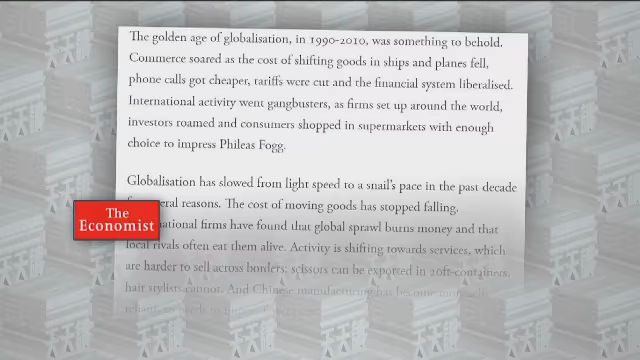 The golden age of globalisation, in 1990-2010, was something to behold.
Commerce soared as the cost of shifting goods in ships and planes fell,
phone calls got cheaper, tariffs were cut and the financial system liberalised.
International activity went gangbusters, as firms set up around the world,
investors roamed and consumers shopped in supermarkets with enough
choice to impress Phileas Fogg.
Globalisation has slowed from light speed to a snail's pace in the past decade
reasons. The cost of moving goods has stopped falling.
firms have found that global sprawl burns money and that
local rivals often eat them alive. Activity is shifting towards services, which
are harder to sell across borders: scissors can be exported in 20ft-containers,
hair stylists cannot. And Chinese manufacturing has become
The
Economist